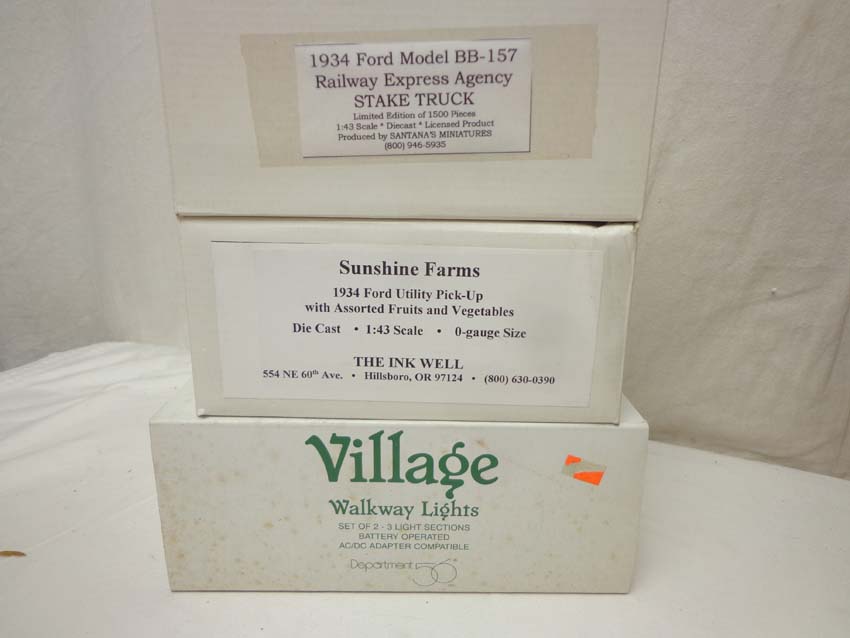 1934 Ford Model BB-157
Railway Express Agency
STAKE TRUCK
Limited Edition of 1500 Pieces
1:43 Scale * Diecast * Licensed Product
Produced by SANTANA'S MINIATURES
(800) 946-5935
Sunshine Farms
1934 Ford Utility Pick-Up
with Assorted Fruits and Vegetables
Die Cast • 1:43 Scale • 0-gauge Size
THE INK WELL
554 NE 60th Ave. • Hillsboro, OR 97124 • (800) 630-0390
Village
Walkway Lights
SET OF 2 - 3 LIGHT SECTIONS
BATTERY OPERATED
AC/DC ADAPTER COMPATIBLE
Department 56